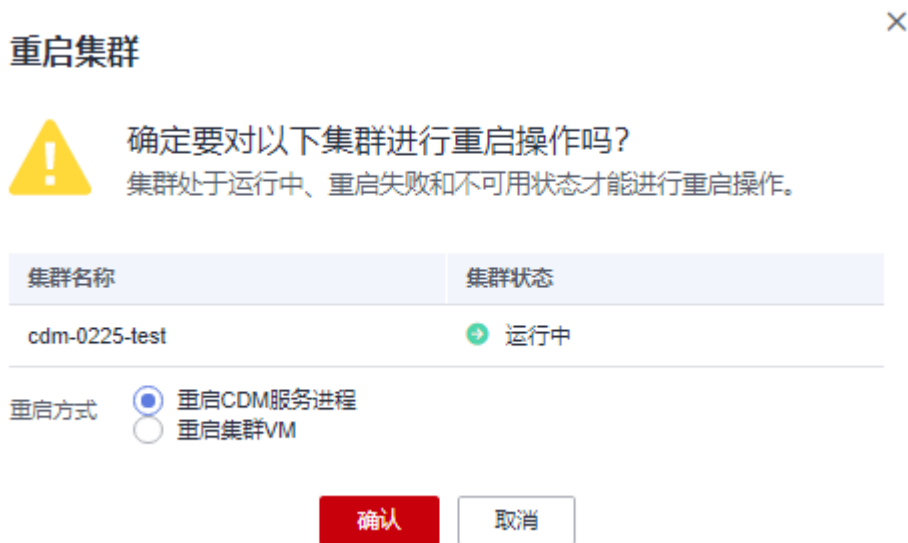 重启集群
确定要对以下集群进行重启操作吗？
集群处于运行中、重启失败和不可用状态才能进行重启操作。
集群名称 集群状态
cdm-0225-test 运行中
重启方式 重启CDM服务进程
重启集群VM
确认 取消